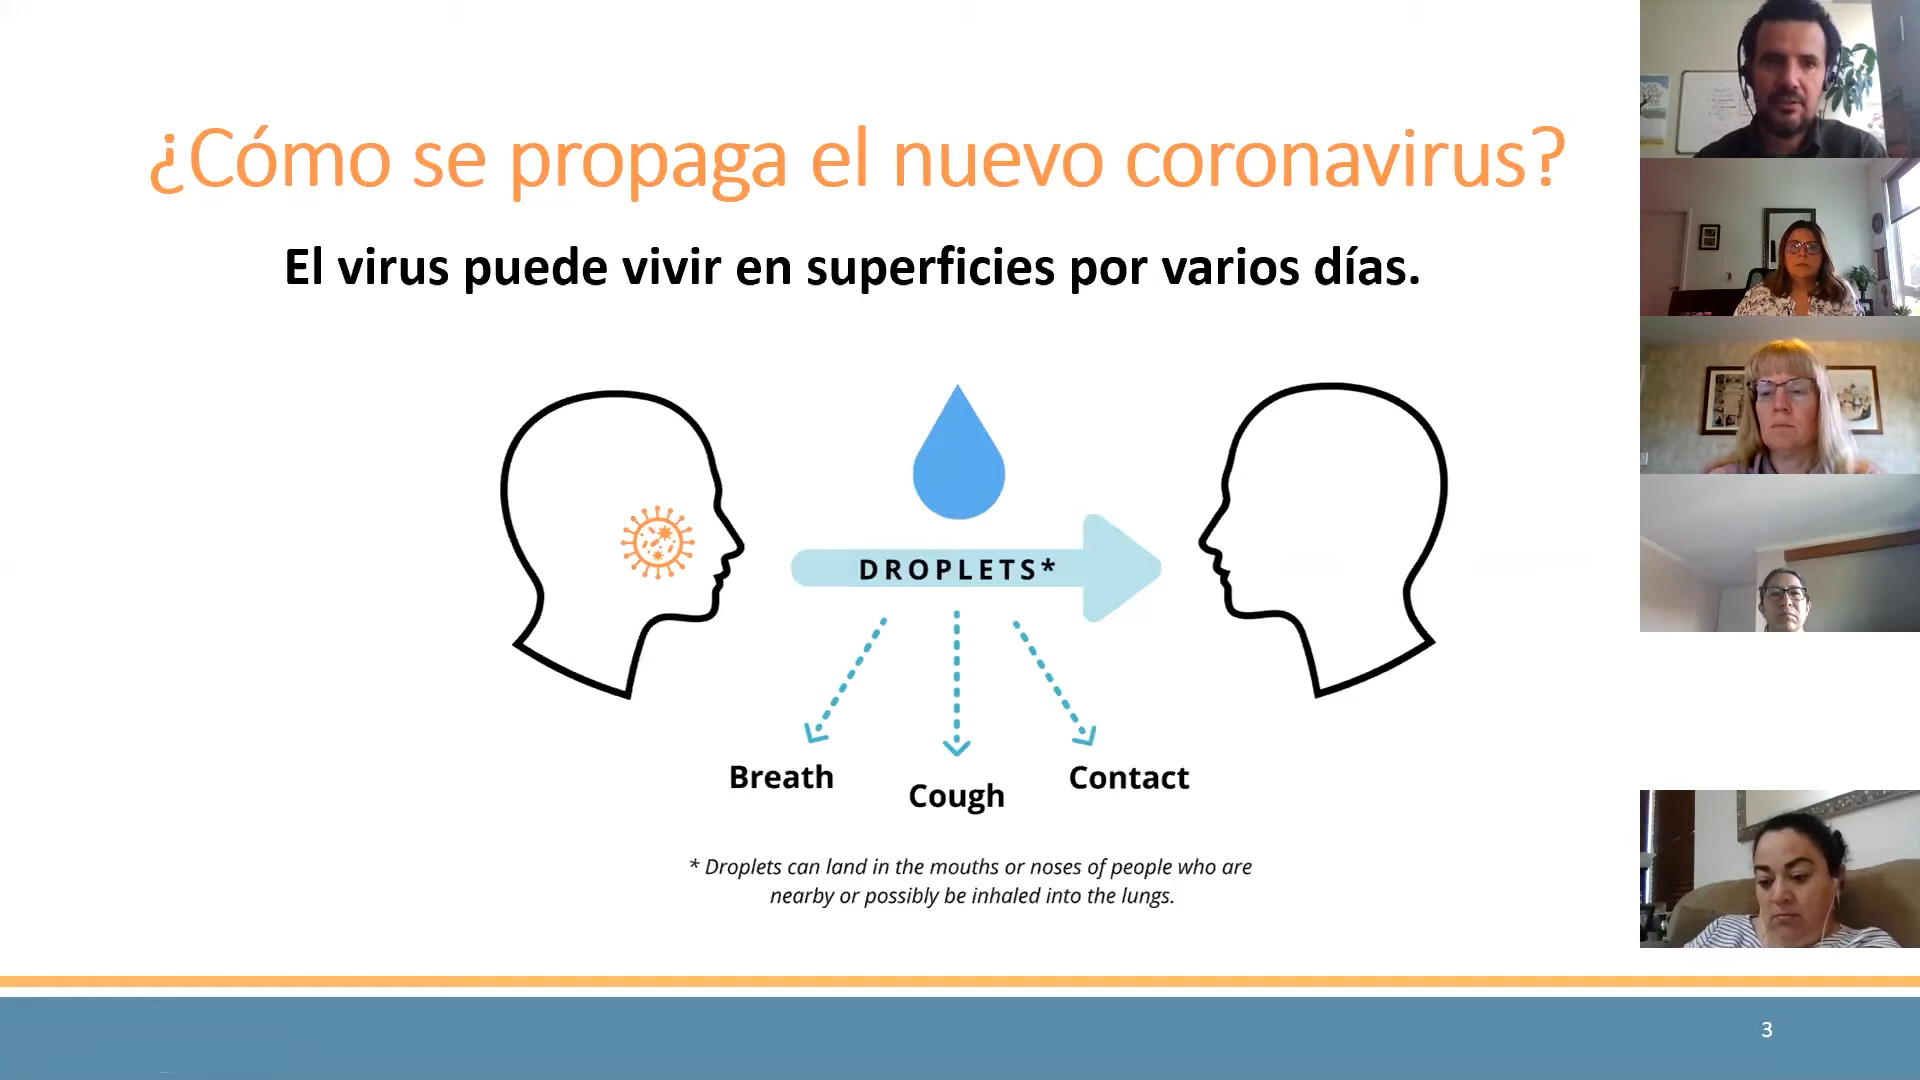 ¿Cómo se propaga el nuevo coronavirus?
El virus puede vivir en superficies por varios días.
DROPLETS*
Breath
Cough
Contact
* Droplets can land in the mouths or noses of people who are
nearby or possibly be inhaled into the lungs.
3